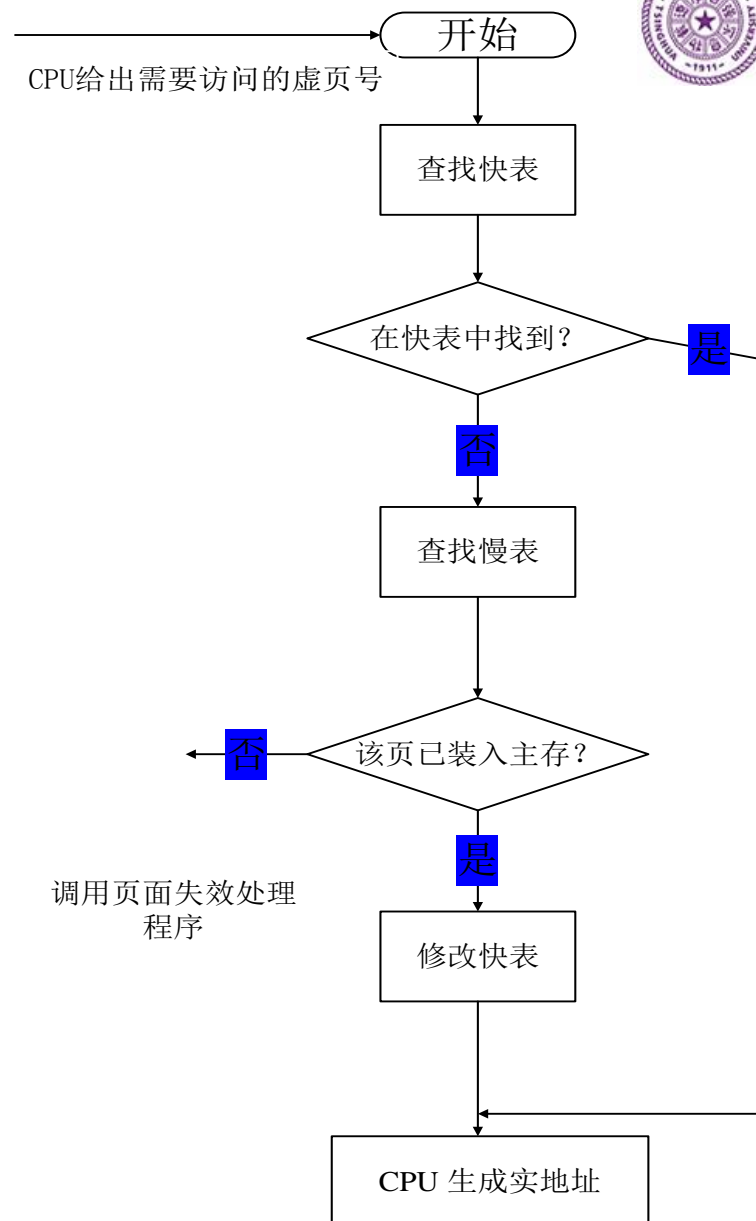 开始
CPU给出需要访问的虚页号
查找快表
在快表中找到?
是
否
查找慢表
该页已装入主存?
否
是
调用页面失效处理
程序
修改快表
CPU 生成实地址
TSINGHUA
UNIVERSITY
-1911-